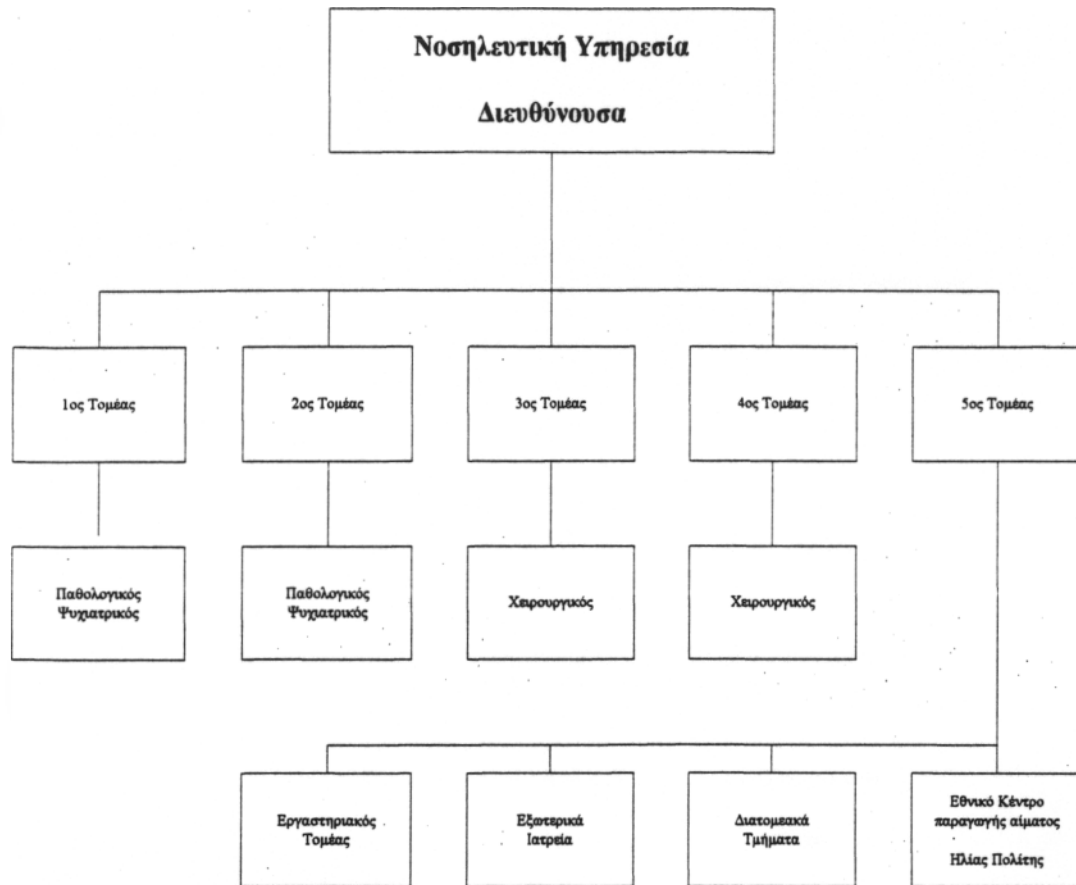 Νοσηλευτική Υπηρεσία
Διευθύνουσα
1ος Τομέας
2ος Τομέας
3ος Τομέας
4ος Τομέας
5ος Τομέας
Παθολογικός
Ψυχιατρικός
Παθολογικός
Ψυχιατρικός
Χειρουργικός
Χειρουργικός
Εργαστηριακός
Τομέας
Εξωτερικά
Ιατρεία
Διατομεακά
Τμήματα
Εθνικό Κέντρο
παραγωγής αίματος
Ηλίας Πολίτης